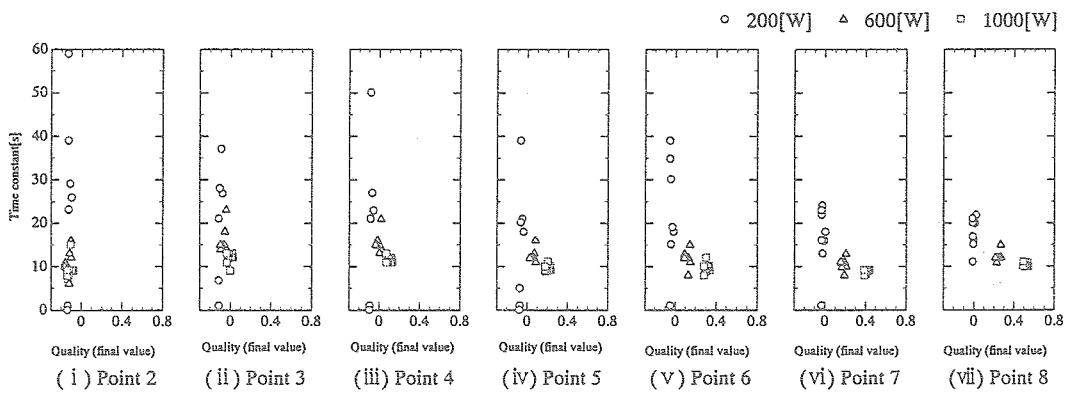 ○ 200[W] △ 600[W] □ 1000[W]
Time constant[s]
60
50
40
30
20
10
0
0 0.4 0.8 0 0.4 0.8 0 0.4 0.8 0 0.4 0.8 0 0.4 0.8 0 0.4 0.8 0 0.4 0.8
Quality (final value) Quality (final value) Quality (final value) Quality (final value) Quality (final value) Quality (final value) Quality (final value)
(i) Point 2 (ii) Point 3 (iii) Point 4 (iv) Point 5 (v) Point 6 (vi) Point 7 (vii) Point 8